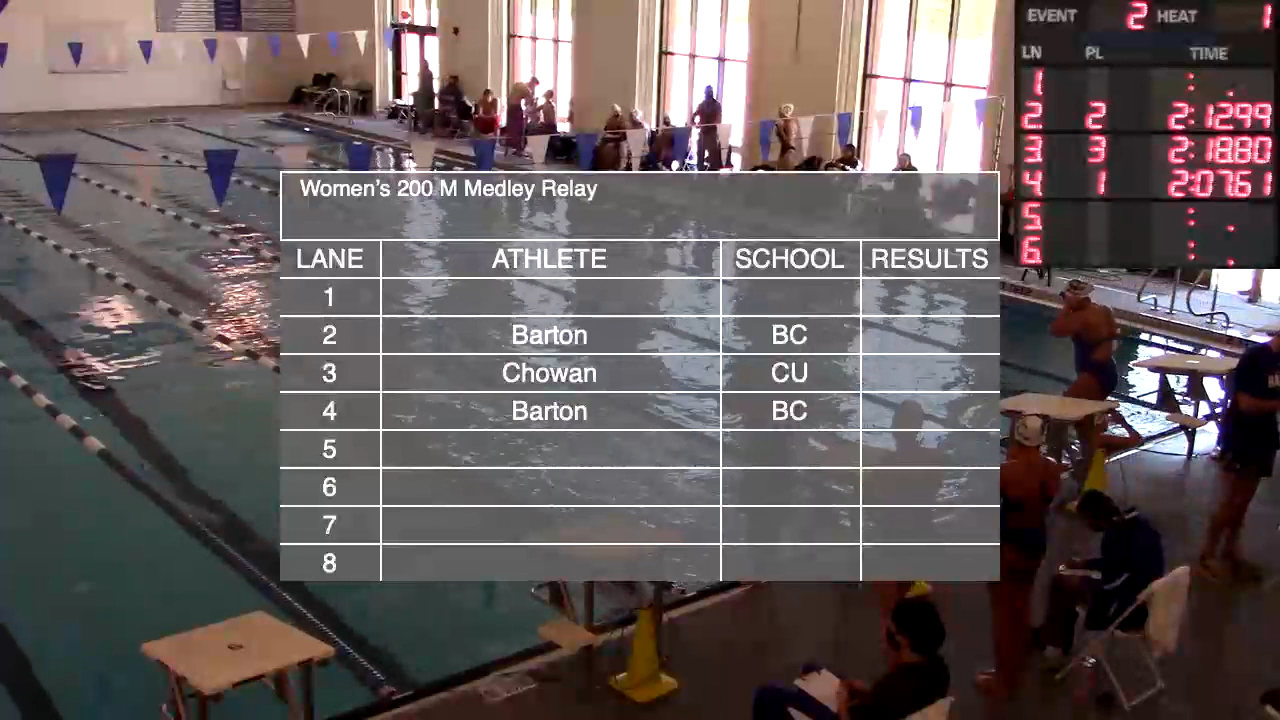 EVENT 2 HEAT 1
LN PL TIME
1 : .
2 2 2:12.99
3 3 2:18.80
4 1 2:07.61
5 : .
6 : .
Women's 200 M Medley Relay
LANE ATHLETE SCHOOL RESULTS
1
2 Barton BC
3 Chowan CU
4 Barton BC
5
6
7
8